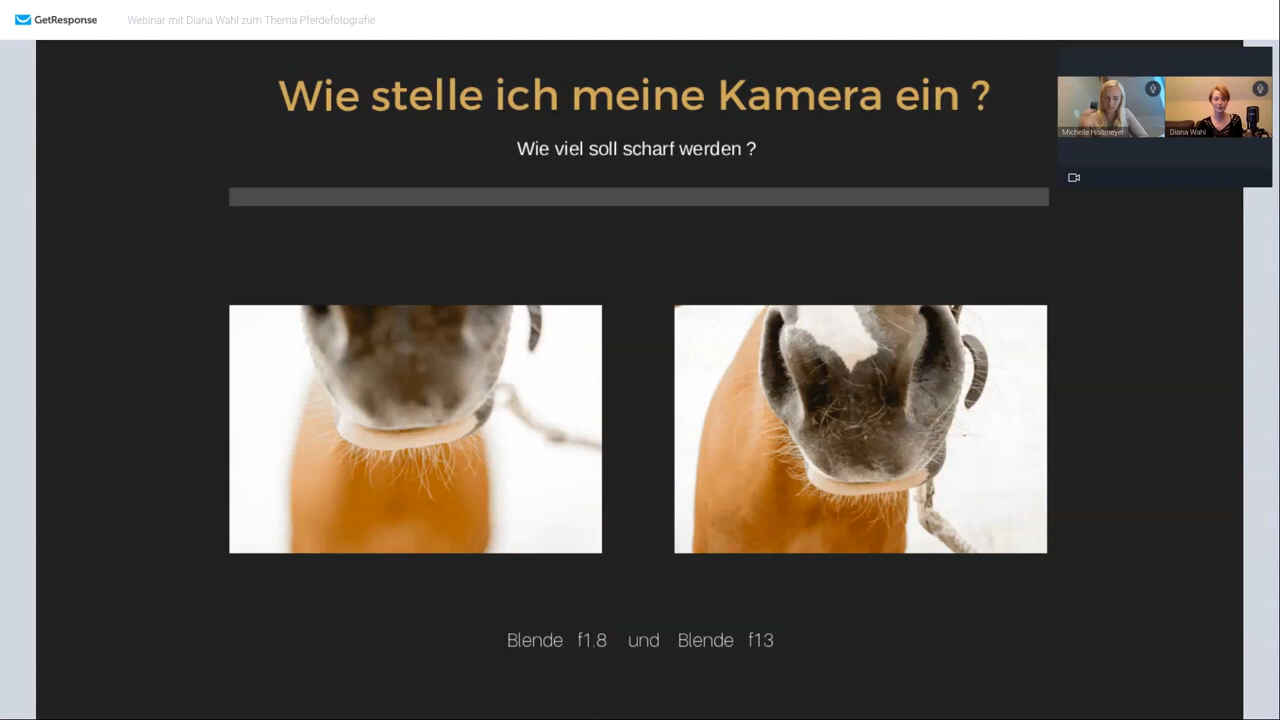 GetResponse
Webinar mit Diana Wahl zum Thema Pferdefotografie
Wie stelle ich meine Kamera ein ?
Wie viel soll scharf werden ?
Michelle Holtmeyer
Diana Wahl
Blende f1.8 und Blende f13